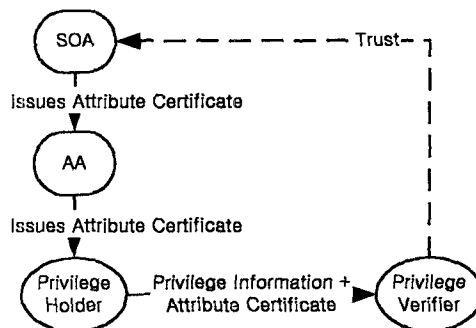 SOA
Trust
Issues Attribute Certificate
AA
Issues Attribute Certificate
Privilege
Holder
Privilege Information +
Attribute Certificate
Privilege
Verifier